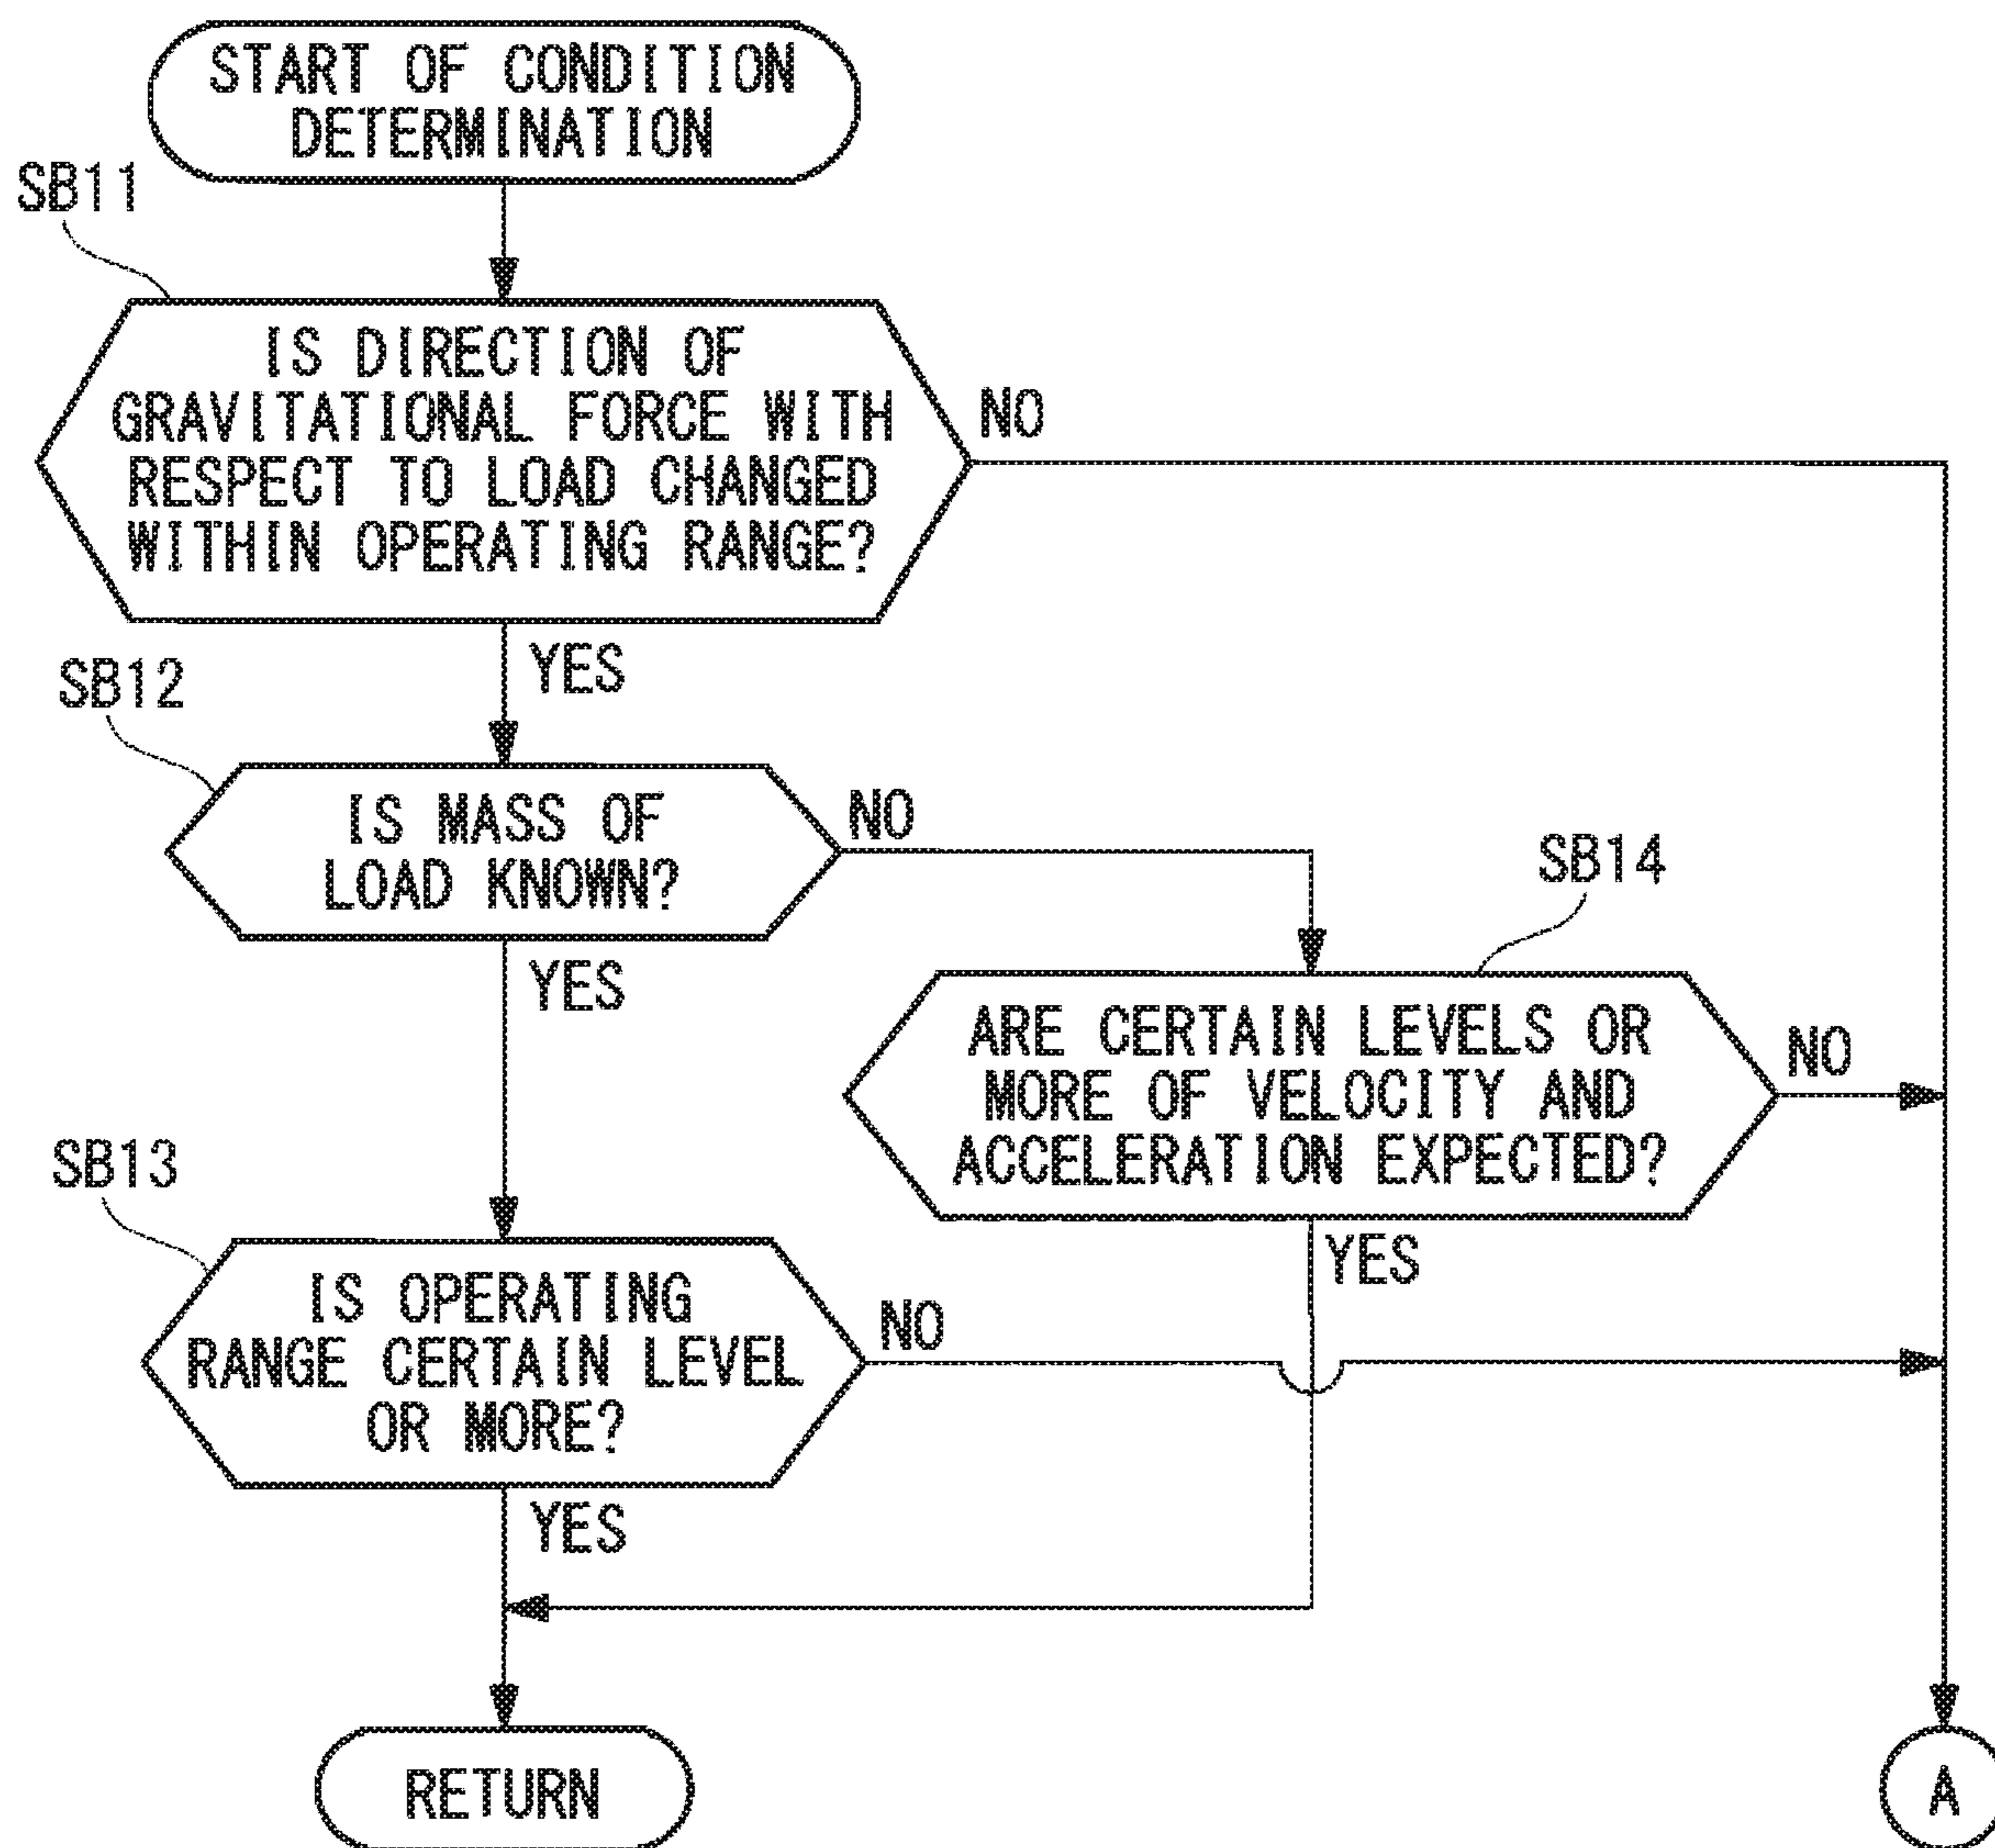 START OF CONDITION
DETERMINATION
SB11
IS DIRECTION OF
GRAVITATIONAL FORCE WITH
RESPECT TO LOAD CHANGED
WITHIN OPERATING RANGE?
NO
YES
SB12
IS MASS OF
LOAD KNOWN?
NO
YES
SB14
ARE CERTAIN LEVELS OR
MORE OF VELOCITY AND
ACCELERATION EXPECTED?
NO
YES
SB13
IS OPERATING
RANGE CERTAIN LEVEL
OR MORE?
NO
YES
RETURN
A